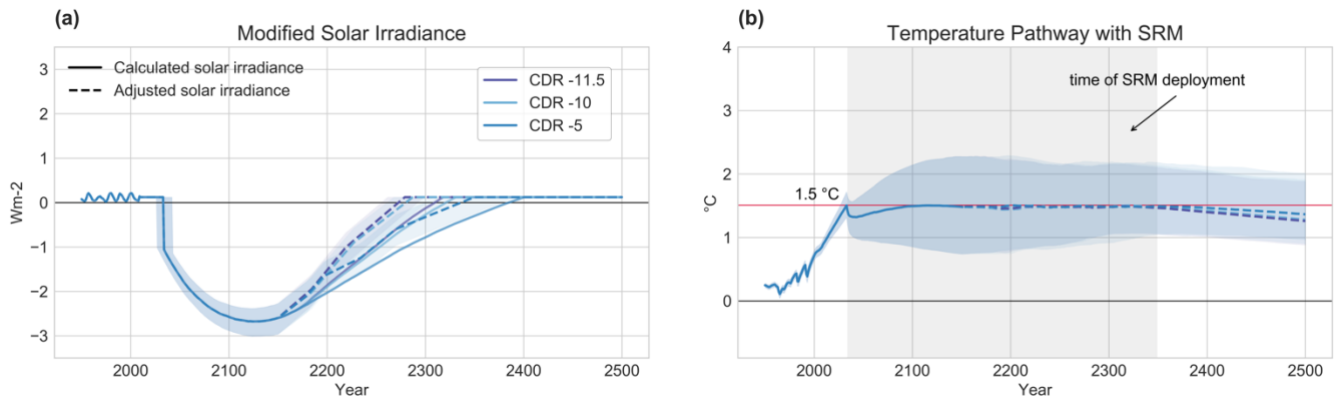 (a)
Modified Solar Irradiance
Calculated solar irradiance
Adjusted solar irradiance
CDR -11.5
CDR -10
CDR -5
3
2
1
0
−1
−2
−3
Wm-2
2000 2100 2200 2300 2400 2500
Year
(b)
Temperature Pathway with SRM
time of SRM deployment
1.5 °C
4
3
2
1
0
°C
2000 2100 2200 2300 2400 2500
Year